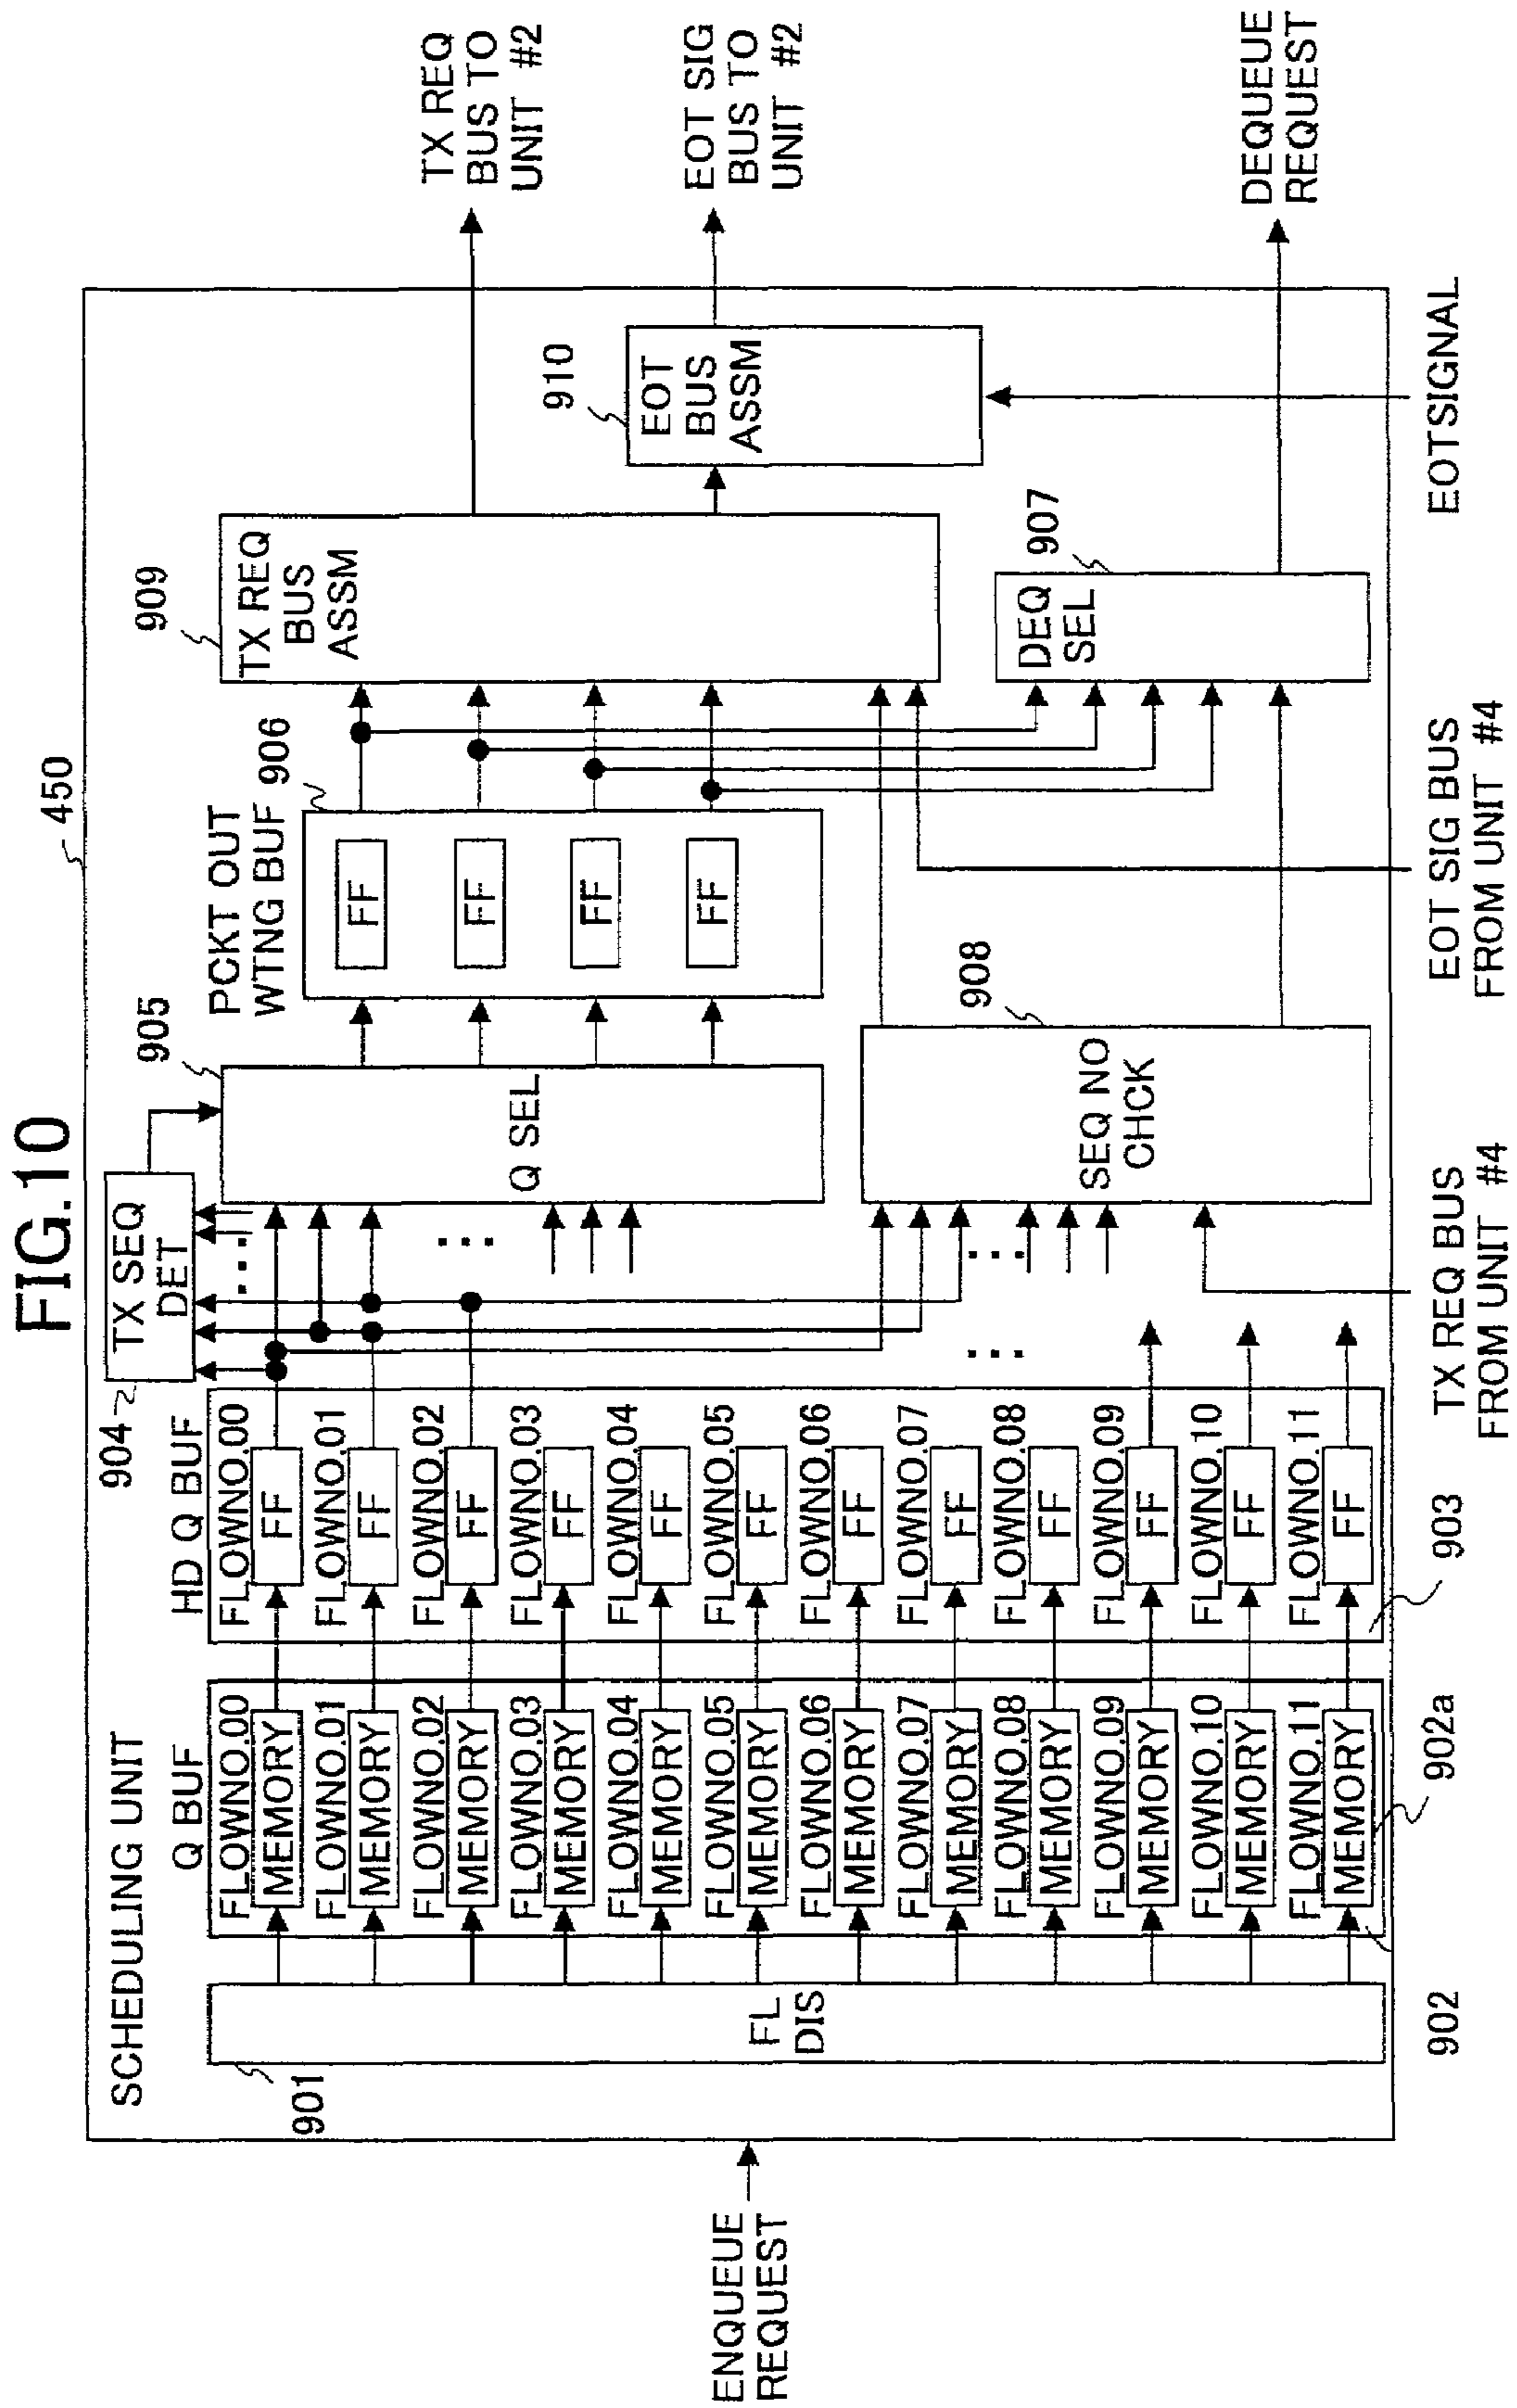 FIG.10
450
SCHEDULING UNIT
ENQUEUE
REQUEST
901
FL
DIS
Q BUF
FLOWNO.00
MEMORY
FLOWNO.01
MEMORY
FLOWNO.02
MEMORY
FLOWNO.03
MEMORY
FLOWNO.04
MEMORY
FLOWNO.05
MEMORY
FLOWNO.06
MEMORY
FLOWNO.07
MEMORY
FLOWNO.08
MEMORY
FLOWNO.09
MEMORY
FLOWNO.10
MEMORY
FLOWNO.11
MEMORY
902
902a
HD Q BUF
FLOWNO.00
FF
FLOWNO.01
FF
FLOWNO.02
FF
FLOWNO.03
FF
FLOWNO.04
FF
FLOWNO.05
FF
FLOWNO.06
FF
FLOWNO.07
FF
FLOWNO.08
FF
FLOWNO.09
FF
FLOWNO.10
FF
FLOWNO.11
FF
903
904
TX SEQ
DET
905
Q SEL
PCKT OUT
WTNG BUF
906
FF
FF
FF
FF
908
SEQ NO
CHCK
TX REQ BUS
FROM UNIT #4
909
TX REQ
BUS
ASSM
907
DEQ
SEL
EOT SIG BUS
FROM UNIT #4
910
EOT
BUS
ASSM
EOTSIGNAL
TX REQ
BUS TO
UNIT #2
EOT SIG
BUS TO
UNIT #2
DEQUEUE
REQUEST